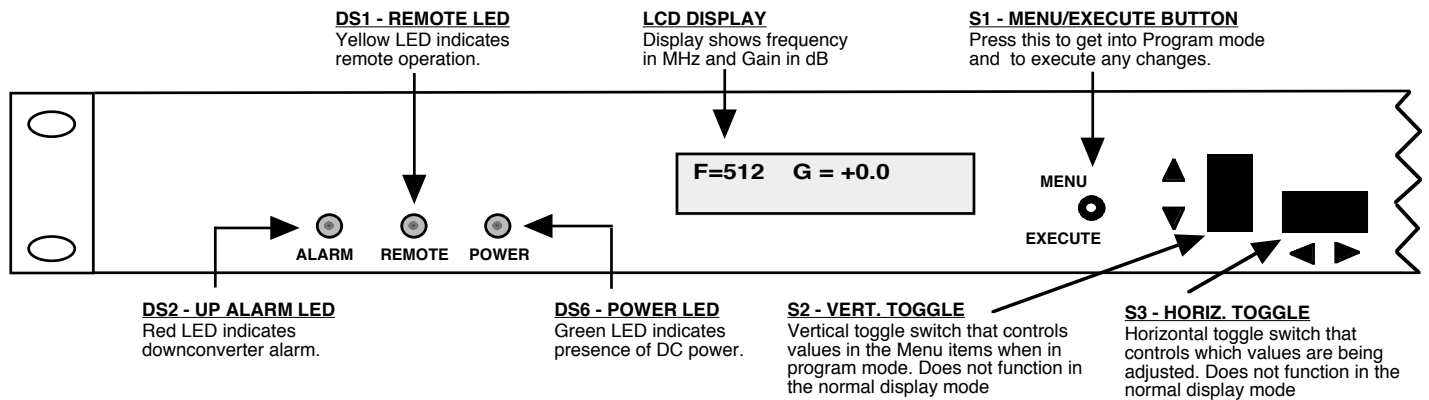 DS1 - REMOTE LED
Yellow LED indicates
remote operation.
LCD DISPLAY
Display shows frequency
in MHz and Gain in dB
S1 - MENU/EXECUTE BUTTON
Press this to get into Program mode
and  to execute any changes.
F=512 G = +0.0
MENU
EXECUTE
ALARM REMOTE POWER
DS2 - UP ALARM LED
Red LED indicates
downconverter alarm.
DS6 - POWER LED
Green LED indicates
presence of DC power.
S2 - VERT. TOGGLE
Vertical toggle switch that controls
values in the Menu items when in
program mode. Does not function in
the normal display mode
S3 - HORIZ. TOGGLE
Horizontal toggle switch that
controls which values are being
adjusted. Does not function in the
normal display mode